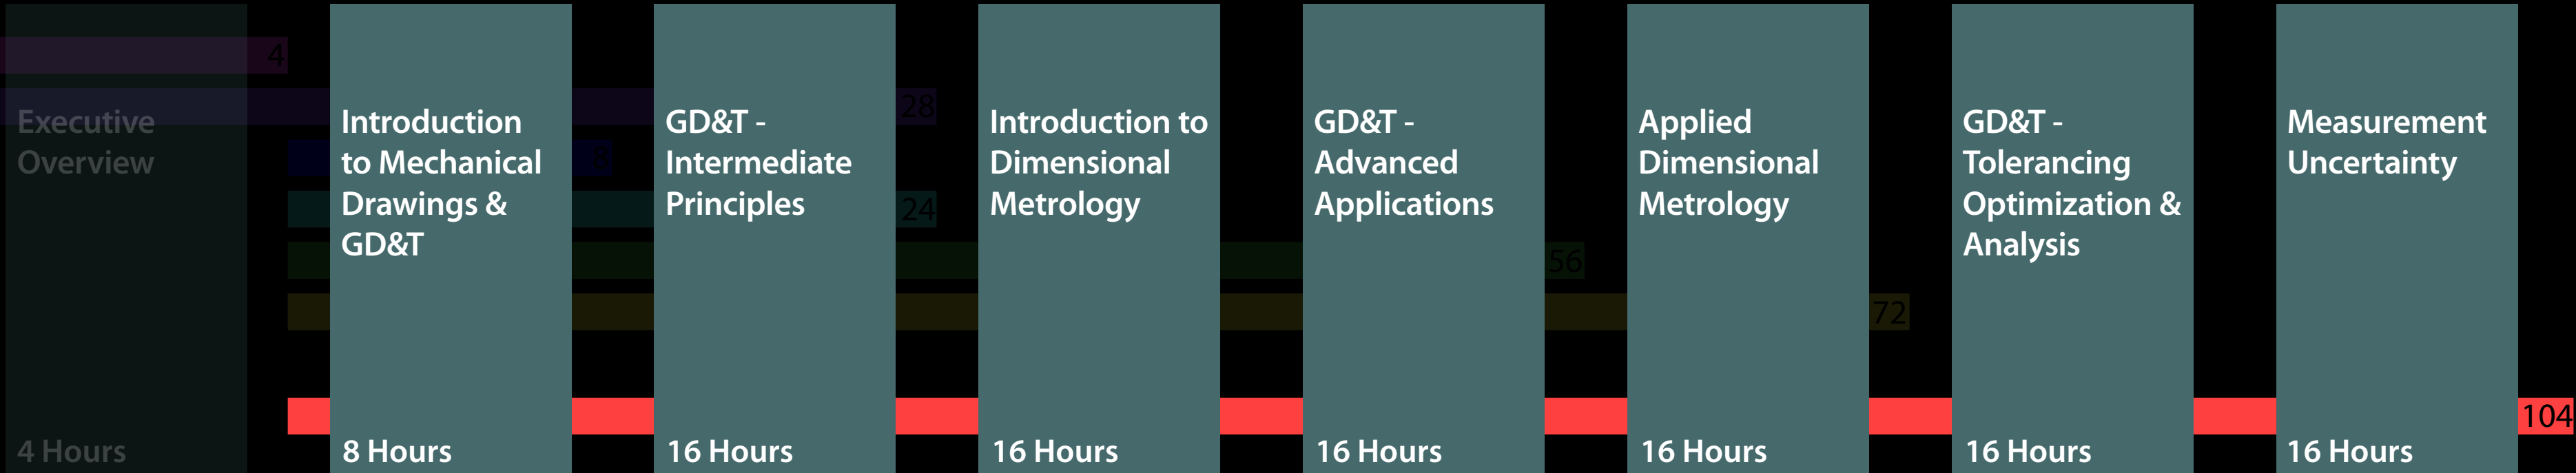 4
Executive
Overview
4 Hours
Introduction
to Mechanical
Drawings &
GD&T
8 Hours
8
GD&T -
Intermediate
Principles
16 Hours
28
24
Introduction to
Dimensional
Metrology
16 Hours
GD&T -
Advanced
Applications
16 Hours
56
Applied
Dimensional
Metrology
16 Hours
72
GD&T -
Tolerancing
Optimization &
Analysis
16 Hours
Measurement
Uncertainty
16 Hours
104